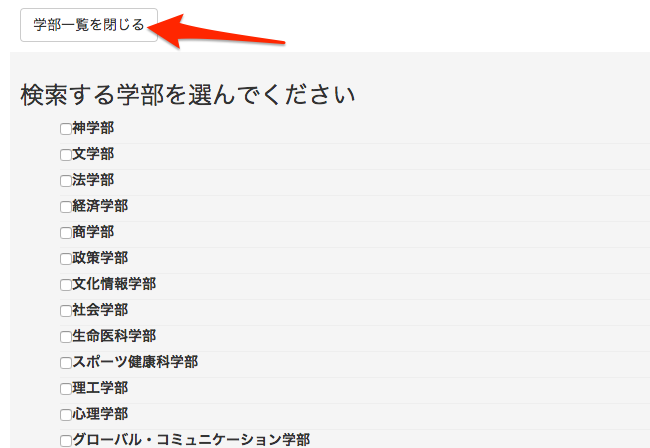 学部一覧を閉じる
検索する学部を選んでください
神学部
文学部
法学部
経済学部
商学部
政策学部
文化情報学部
社会学部
生命医科学部
スポーツ健康科学部
理工学部
心理学部
グローバル・コミュニケーション学部